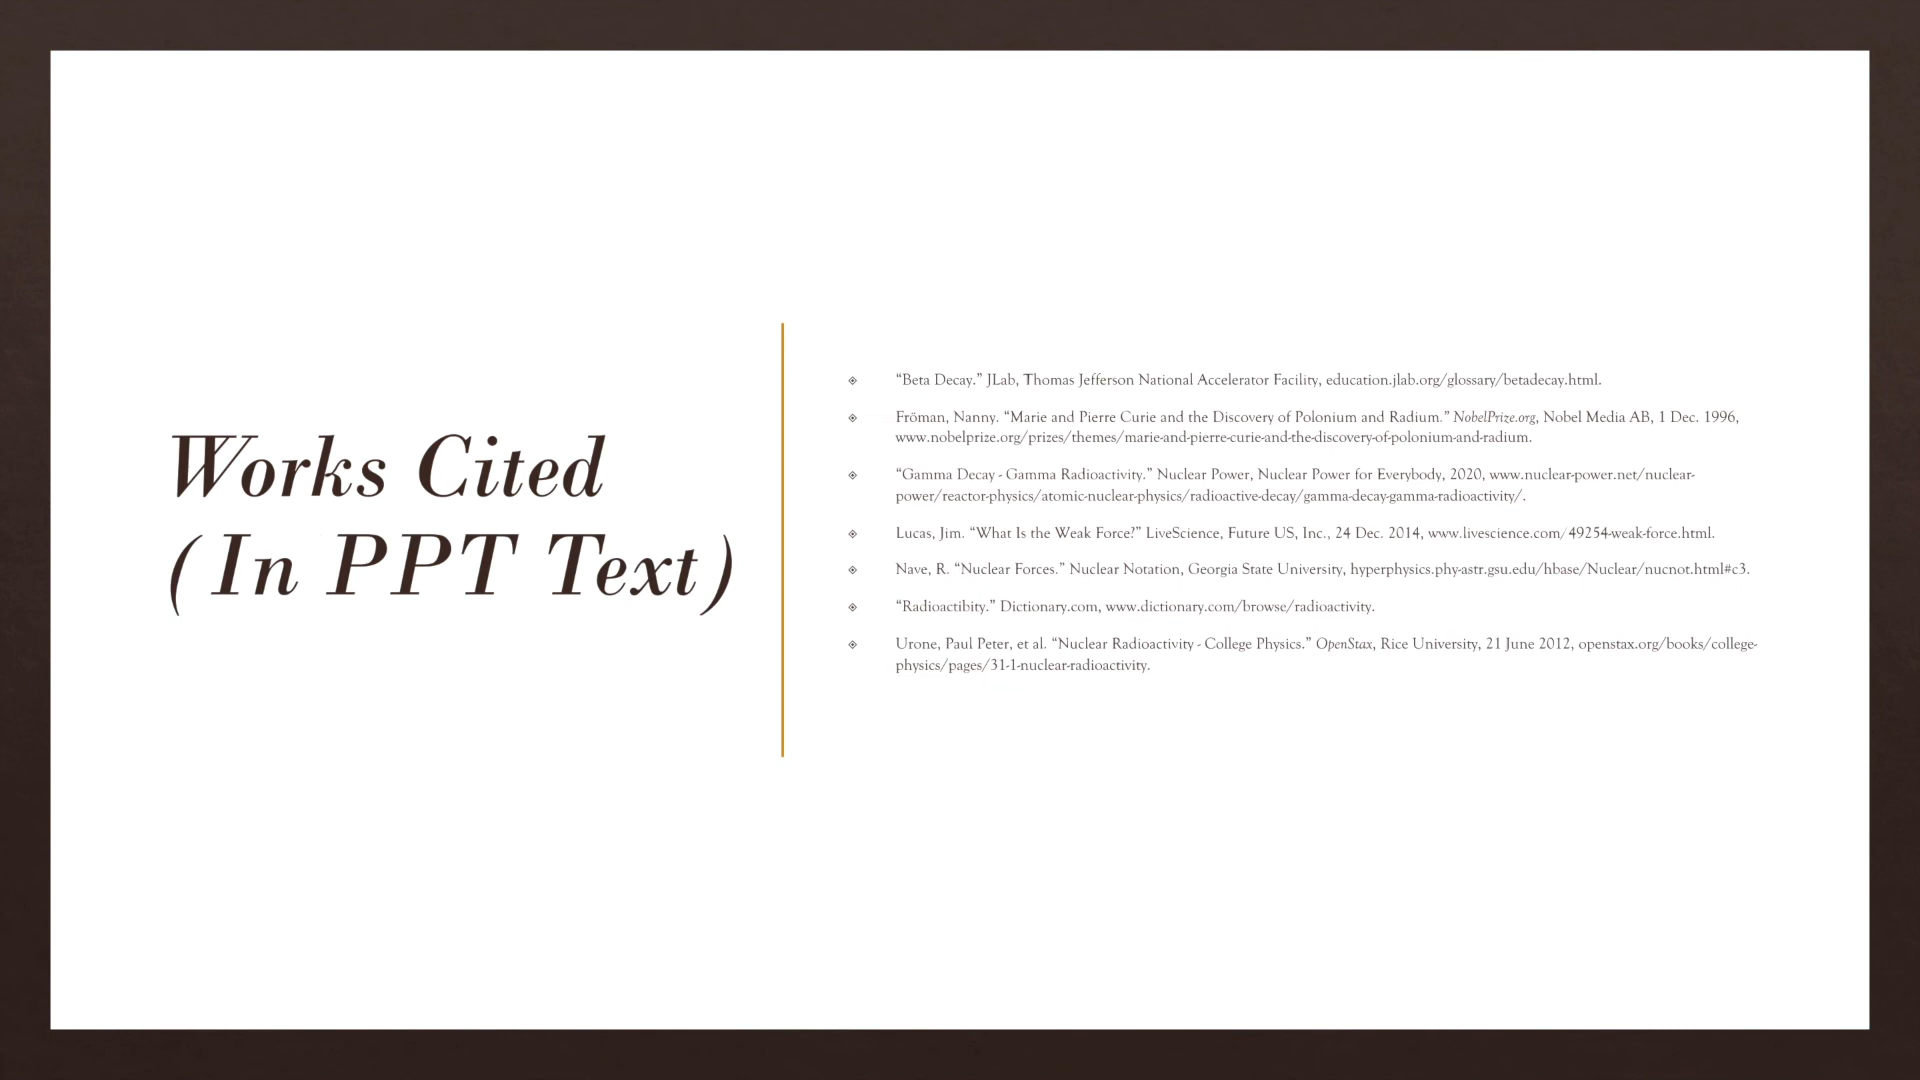 Works Cited
(In PPT Text)
“Beta Decay.” JLab, Thomas Jefferson National Accelerator Facility, education.jlab.org/glossary/betadecay.html.
Fröman, Nanny. “Marie and Pierre Curie and the Discovery of Polonium and Radium.” NobelPrize.org, Nobel Media AB, 1 Dec. 1996,
www.nobelprize.org/prizes/themes/marie-and-pierre-curie-and-the-discovery-of-polonium-and-radium.
“Gamma Decay - Gamma Radioactivity.” Nuclear Power, Nuclear Power for Everybody, 2020, www.nuclear-power.net/nuclear-
power/reactor-physics/atomic-nuclear-physics/radioactive-decay/gamma-decay-gamma-radioactivity/.
Lucas, Jim. “What Is the Weak Force?” LiveScience, Future US, Inc., 24 Dec. 2014, www.livescience.com/49254-weak-force.html.
Nave, R. “Nuclear Forces.” Nuclear Notation, Georgia State University, hyperphysics.phy-astr.gsu.edu/hbase/Nuclear/nucnot.html#c3.
“Radioactibity.” Dictionary.com, www.dictionary.com/browse/radioactivity.
Urone, Paul Peter, et al. “Nuclear Radioactivity - College Physics.” OpenStax, Rice University, 21 June 2012, openstax.org/books/college-
physics/pages/31-1-nuclear-radioactivity.